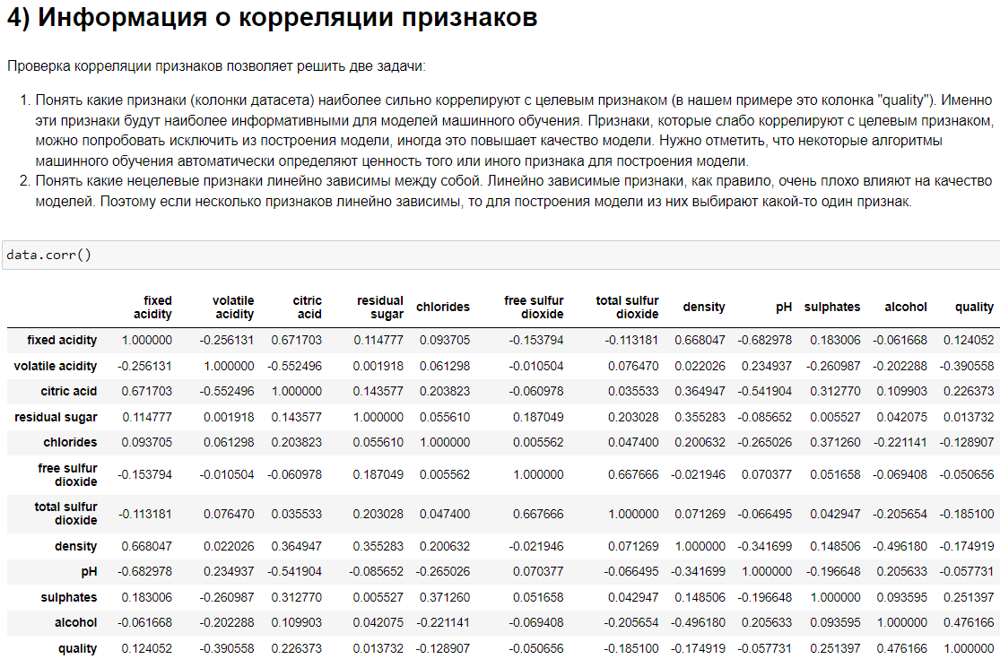 4) Информация о корреляции признаков
Проверка корреляции признаков позволяет решить две задачи:
1. Понять какие признаки (колонки датасета) наиболее сильно коррелируют с целевым признаком (в нашем примере это колонка "quality"). Именно
эти признаки будут наиболее информативными для моделей машинного обучения. Признаки, которые слабо коррелируют с целевым признаком,
можно попробовать исключить из построения модели, иногда это повышает качество модели. Нужно отметить, что некоторые алгоритмы
машинного обучения автоматически определяют ценность того или иного признака для построения модели.
2. Понять какие нецелевые признаки линейно зависимы между собой. Линейно зависимые признаки, как правило, очень плохо влияют на качество
моделей. Поэтому если несколько признаков линейно зависимы, то для построения модели из них выбирают какой-то один признак.
data.corr()
fixed acidity volatile acidity citric acid residual sugar chlorides free sulfur dioxide total sulfur dioxide density pH sulphates alcohol quality
fixed acidity 1.000000 -0.256131 0.671703 0.114777 0.093705 -0.153794 -0.113181 0.668047 -0.682978 0.183006 -0.061668 0.124052
volatile acidity -0.256131 1.000000 -0.552496 0.001918 0.061298 -0.010504 0.076470 0.022026 0.234937 -0.260987 -0.202288 -0.390558
citric acid 0.671703 -0.552496 1.000000 0.143577 0.203823 -0.060978 0.035533 0.364947 -0.541904 0.312770 0.109903 0.226373
residual sugar 0.114777 0.001918 0.143577 1.000000 0.055610 0.187049 0.203028 0.355283 -0.085652 0.005527 0.042075 0.013732
chlorides 0.093705 0.061298 0.203823 0.055610 1.000000 0.005562 0.047400 0.200632 -0.265026 0.371260 -0.221141 -0.128907
free sulfur dioxide -0.153794 -0.010504 -0.060978 0.187049 0.005562 1.000000 0.667666 -0.021946 0.070377 0.051658 -0.069408 -0.050656
total sulfur dioxide -0.113181 0.076470 0.035533 0.203028 0.047400 0.667666 1.000000 0.071269 -0.066495 0.042947 -0.205654 -0.185100
density 0.668047 0.022026 0.364947 0.355283 0.200632 -0.021946 0.071269 1.000000 -0.341699 0.148506 -0.496180 -0.174919
pH -0.682978 0.234937 -0.541904 -0.085652 -0.265026 0.070377 -0.066495 -0.341699 1.000000 -0.196648 0.205633 -0.057731
sulphates 0.183006 -0.260987 0.312770 0.005527 0.371260 0.051658 0.042947 0.148506 -0.196648 1.000000 0.093595 0.251397
alcohol -0.061668 -0.202288 0.109903 0.042075 -0.221141 -0.069408 -0.205654 -0.496180 0.205633 0.093595 1.000000 0.476166
quality 0.124052 -0.390558 0.226373 0.013732 -0.128907 -0.050656 -0.185100 -0.174919 -0.057731 0.251397 0.476166 1.000000